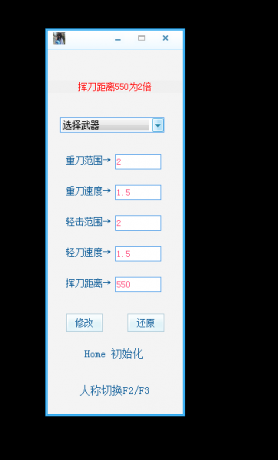 挥刀距离550为2倍
选择武器
重刀范围→ 2
重刀速度→ 1.5
轻击范围→ 2
轻刀速度→ 1.5
挥刀距离→ 550
修改 还原
Home 初始化
人称切换F2/F3